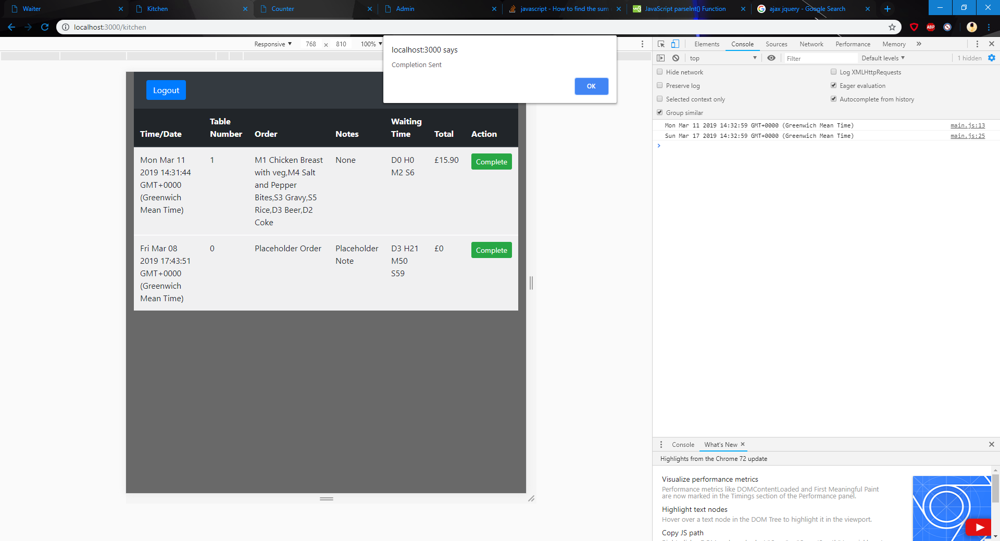 Waiter
Kitchen
Counter
Admin
javascript - How to find the sum
JavaScript parseInt() Function
ajax jquery - Google Search
localhost:3000/kitchen
ABP
Responsive ▼ 768 x 810 100% ▼
localhost:3000 says
Completion Sent
OK
Logout
Time/Date
Table
Number
Order
Notes
Waiting
Time
Total
Action
Mon Mar 11
2019 14:31:44
GMT+0000
(Greenwich
Mean Time)
1
M1 Chicken Breast
with veg,M4 Salt
and Pepper
Bites,S3 Gravy,S5
Rice,D3 Beer,D2
Coke
None
D0 H0
M2 S6
£15.90
Complete
Fri Mar 08
2019 17:43:51
GMT+0000
(Greenwich
Mean Time)
0
Placeholder Order
Placeholder
Note
D3 H21
M50
S59
£0
Complete
Elements Console Sources Network Performance Memory »
top ▼ Filter Default levels ▼ 1 hidden
Hide network
Log XMLHttpRequests
Preserve log
Eager evaluation
Selected context only
Autocomplete from history
Group similar
Mon Mar 11 2019 14:32:59 GMT+0000 (Greenwich Mean Time) main.js:13
Sun Mar 17 2019 14:32:59 GMT+0000 (Greenwich Mean Time) main.js:25
Console What's New
Highlights from the Chrome 72 update
Visualize performance metrics
Performance metrics like DOMContentLoaded and First Meaningful Paint
are now marked in the Timings section of the Performance panel.
Highlight text nodes
Hover over a text node in the DOM Tree to highlight it in the viewport.
Copy JS path